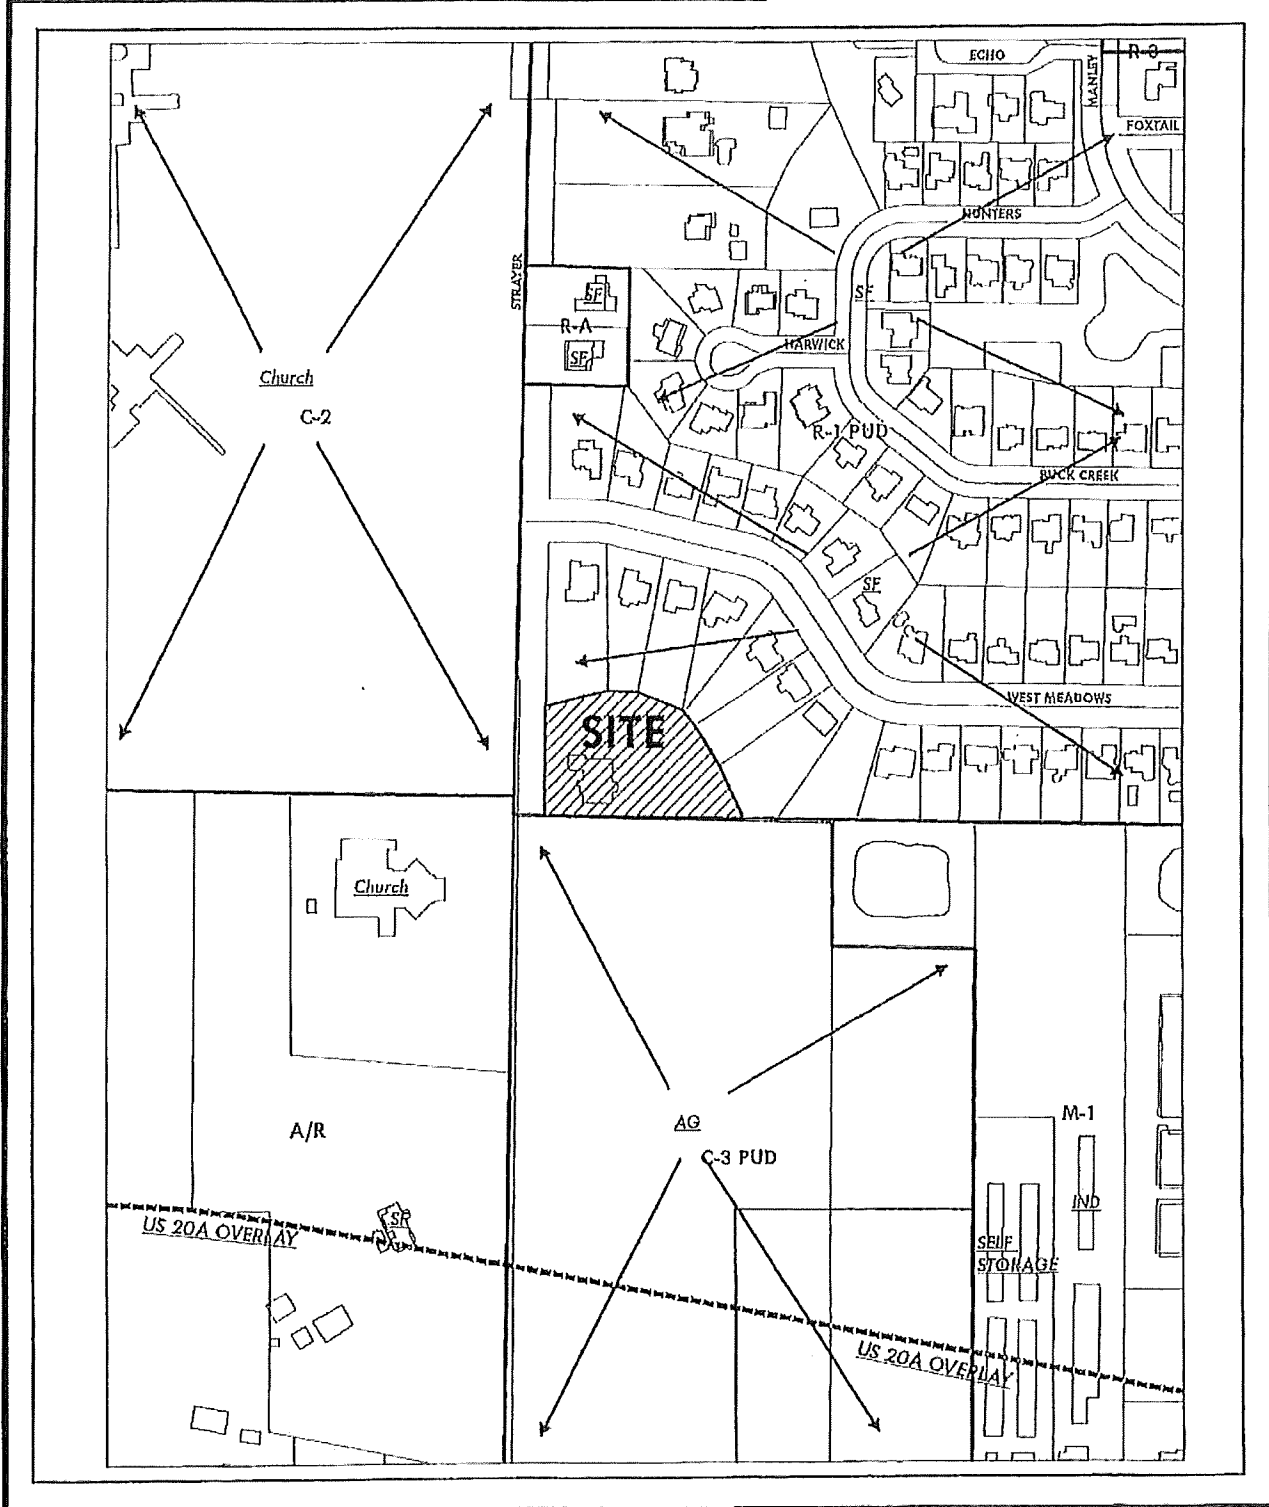 ECHO
MANLEY
R-3
FOXTAIL
HUNTERS
STRAYER
SF
SF
R-A
HARWICK
SF
Church
C-2
R-1 PUD
BUCK CREEK
SF
WEST MEADOWS
SITE
Church
AG
M-1
A/R
C-3 PUD
IND
SF
US 20A OVERLAY
SELF
STORAGE
US 20A OVERLAY